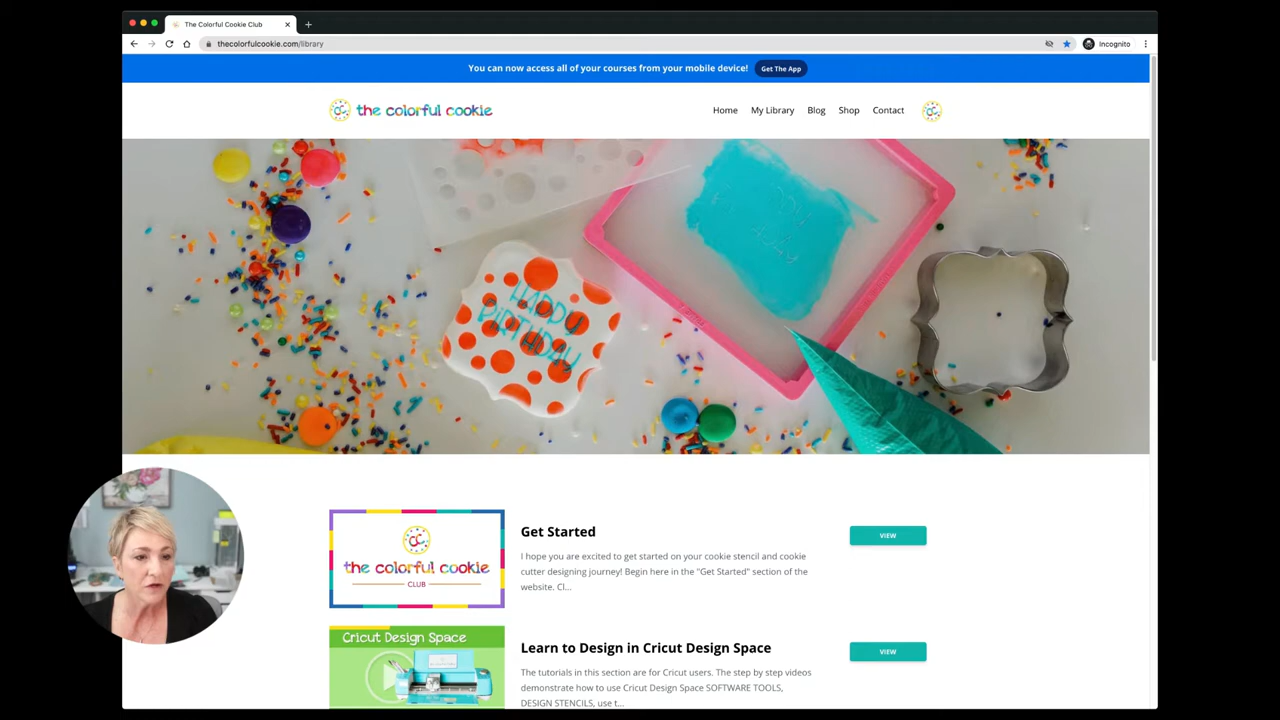 The Colorful Cookie Club
thecolorfulcookie.com/library
Incognito
You can now access all of your courses from your mobile device!
Get The App
CC the colorful cookie
Home My Library Blog Shop Contact
CC
HAPPY
BIRTHDAY
CC
the colorful cookie
CLUB
Get Started
I hope you are excited to get started on your cookie stencil and cookie
cutter designing journey! Begin here in the "Get Started" section of the
website. Cl...
VIEW
Cricut Design Space
Learn to Design in Cricut Design Space
The tutorials in this section are for Cricut users. The step by step videos
demonstrate how to use Cricut Design Space SOFTWARE TOOLS,
DESIGN STENCILS, use t...
VIEW